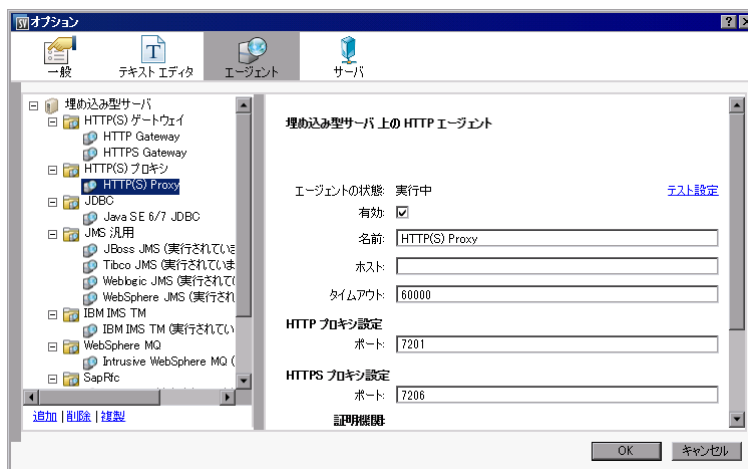 SV オプション
一般
テキスト エディタ
エージェント
サーバ
埋め込み型サーバ
HTTP(S) ゲートウェイ
HTTP Gateway
HTTPS Gateway
HTTP(S) プロキシ
HTTP(S) Proxy
JDBC
Java SE 6/7 JDBC
JMS 汎用
JBoss JMS (実行されていま
Tibco JMS (実行されていま
Weblogic JMS (実行されて(
WebSphere JMS (実行され
IBM IMS TM
IBM IMS TM (実行されてい
WebSphere MQ
Intrusive WebSphere MQ (
SapRfc
追加 | 削除 | 複製
埋め込み型サーバ 上の HTTP エージェント
エージェントの状態: 実行中
テスト設定
有効:
名前: HTTP(S) Proxy
ホスト:
タイムアウト: 60000
HTTP プロキシ設定
ポート: 7201
HTTPS プロキシ設定
ポート: 7206
証明機関:
OK
キャンセル